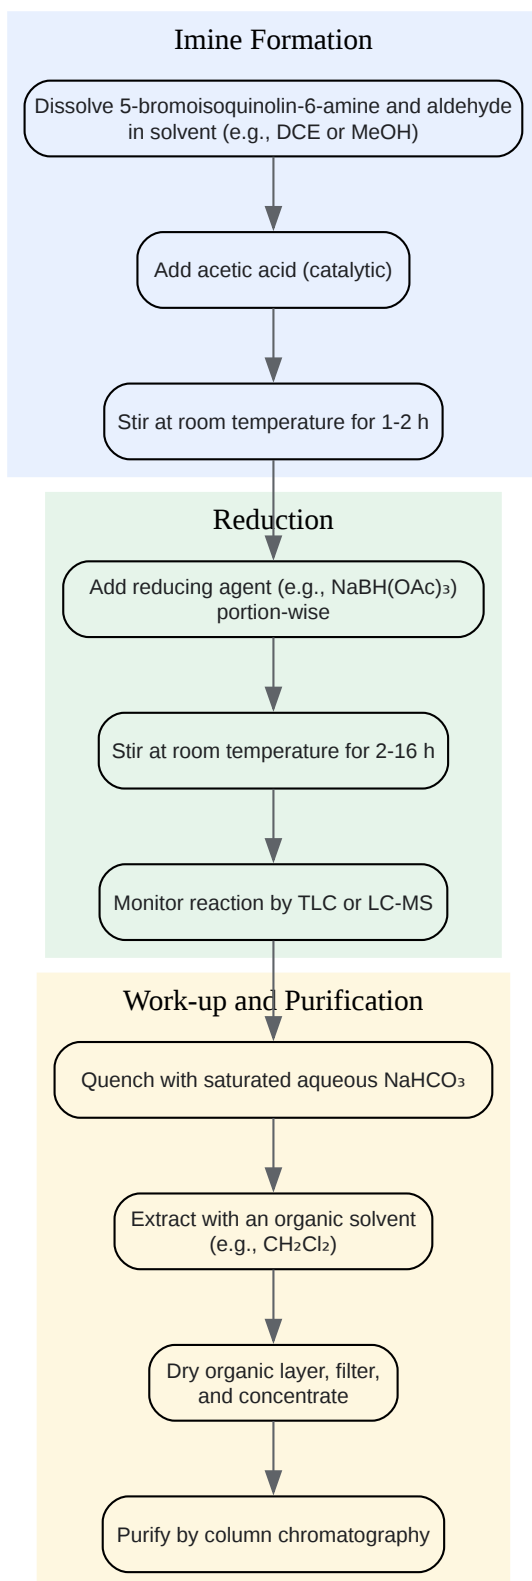 Imine Formation
Dissolve 5-bromoisoquinolin-6-amine and aldehyde
in solvent (e.g., DCE or MeOH)
Add acetic acid (catalytic)
Stir at room temperature for 1-2 h
Reduction
Add reducing agent (e.g., NaBH(OAc)₃)
portion-wise
Stir at room temperature for 2-16 h
Monitor reaction by TLC or LC-MS
Work-up and Purification
Quench with saturated aqueous NaHCO₃
Extract with an organic solvent
(e.g., CH₂Cl₂)
Dry organic layer, filter,
and concentrate
Purify by column chromatography